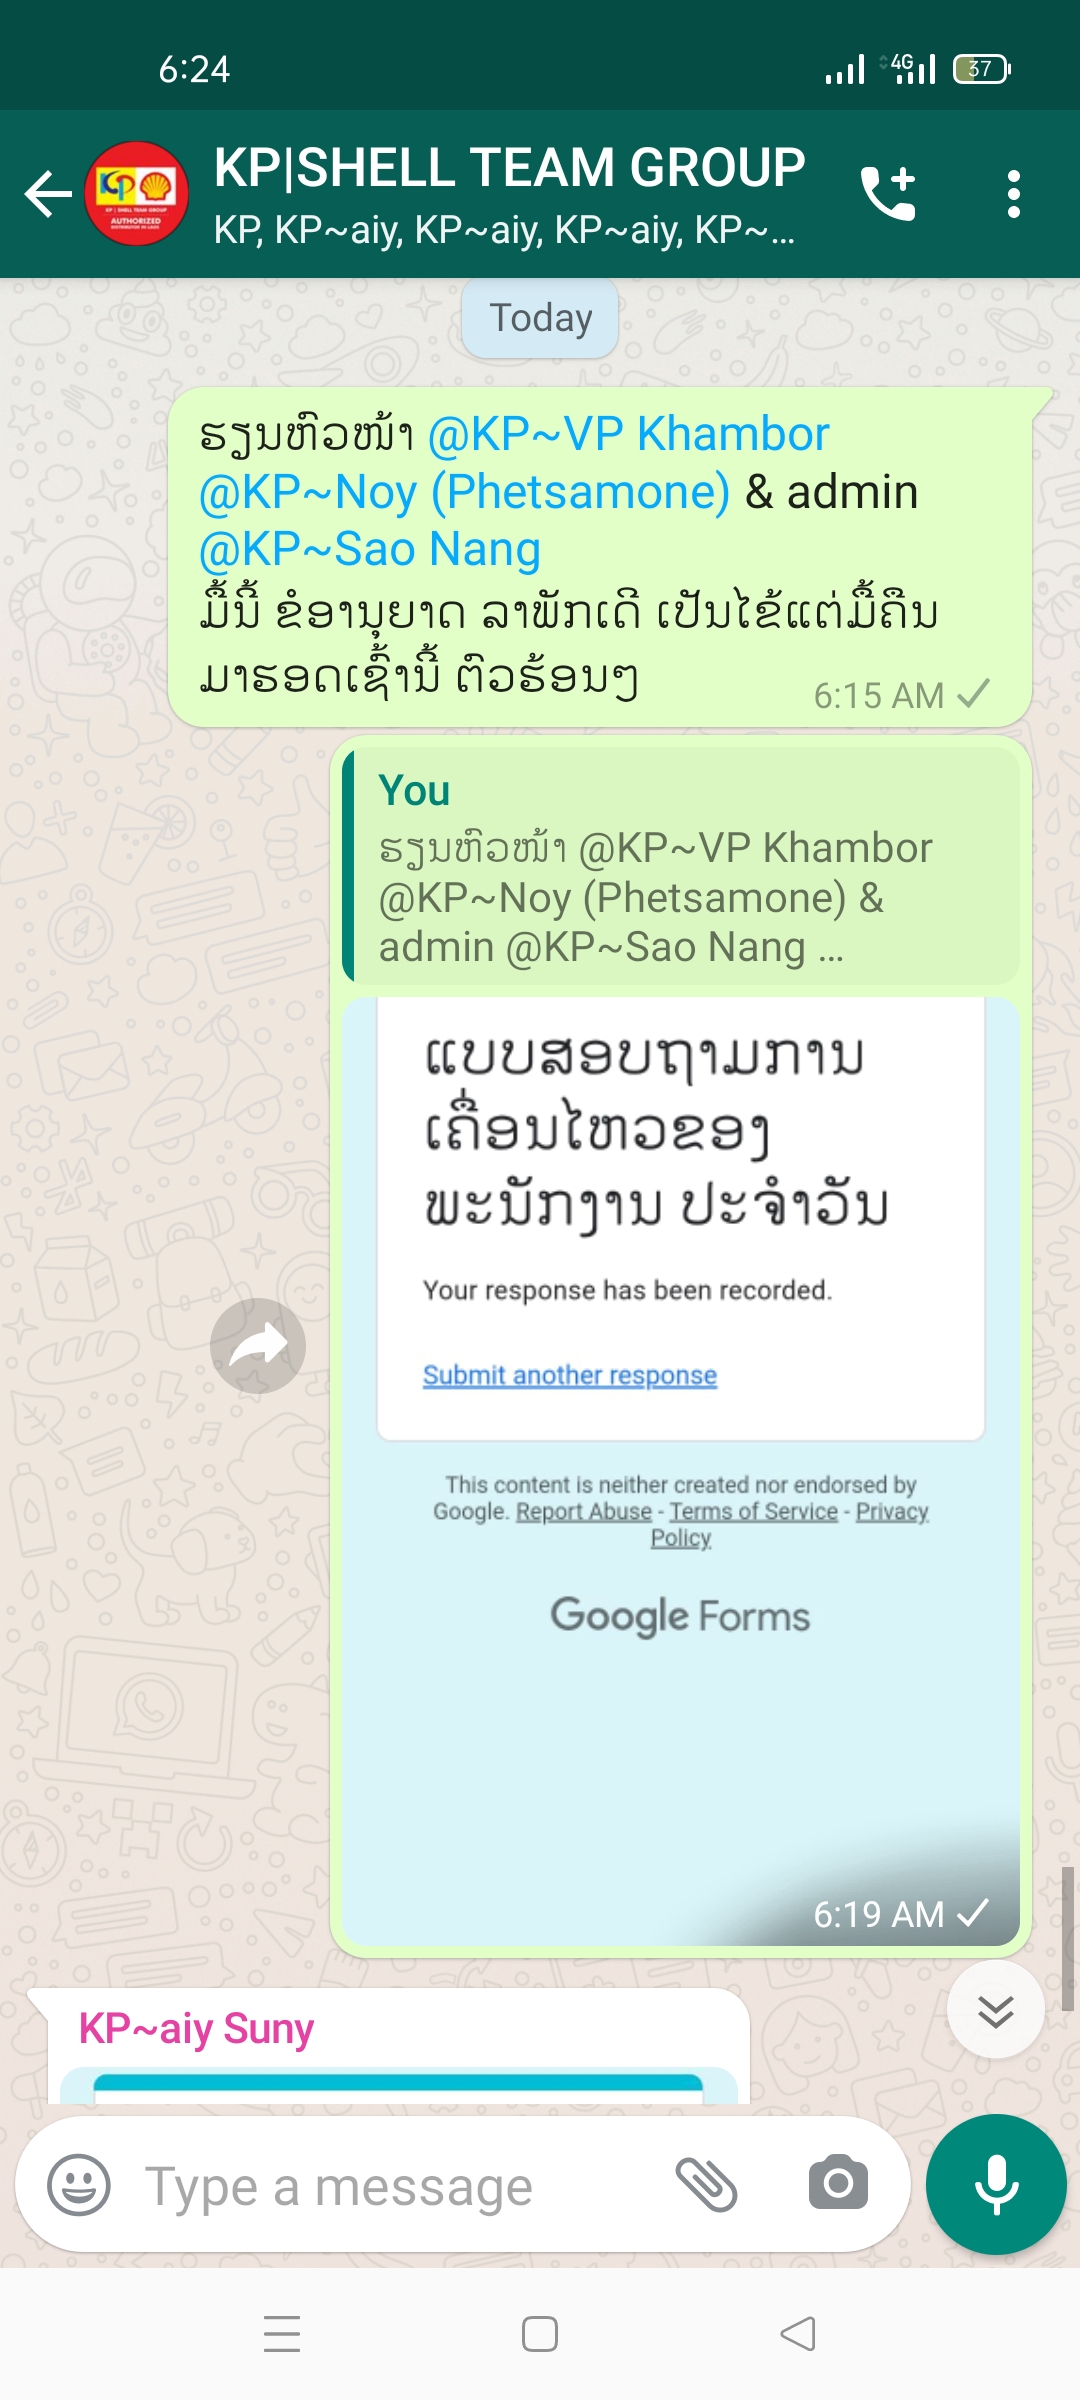 6:24
4G
37
KP|SHELL TEAM GROUP
KP, KP~aiy, KP~aiy, KP~aiy, KP~...
KP
AUTHORIZED
Today
ຮຽນຫົວໜ້າ @KP~VP Khambor
@KP~Noy (Phetsamone) & admin
@KP~Sao Nang
ມື້ນີ້ ຂໍອານຸຍາດ ລາພັກເດີ ເປັນໄຂ້ແຕ່ມື້ຄືນ
ມາຮອດເຊົ້ານີ້ ຕົວຮ້ອນໆ
6:15 AM
You
ຮຽນຫົວໜ້າ @KP~VP Khambor
@KP~Noy (Phetsamone) &
admin @KP~Sao Nang ...
ແບບສອບຖາມການ
ເຄື່ອນໄຫວຂອງ
ພະນັກງານ ປະຈຳວັນ
Your response has been recorded.
Submit another response
This content is neither created nor endorsed by
Google. Report Abuse - Terms of Service - Privacy
Policy
Google Forms
6:19 AM
KP~aiy Suny
Type a message